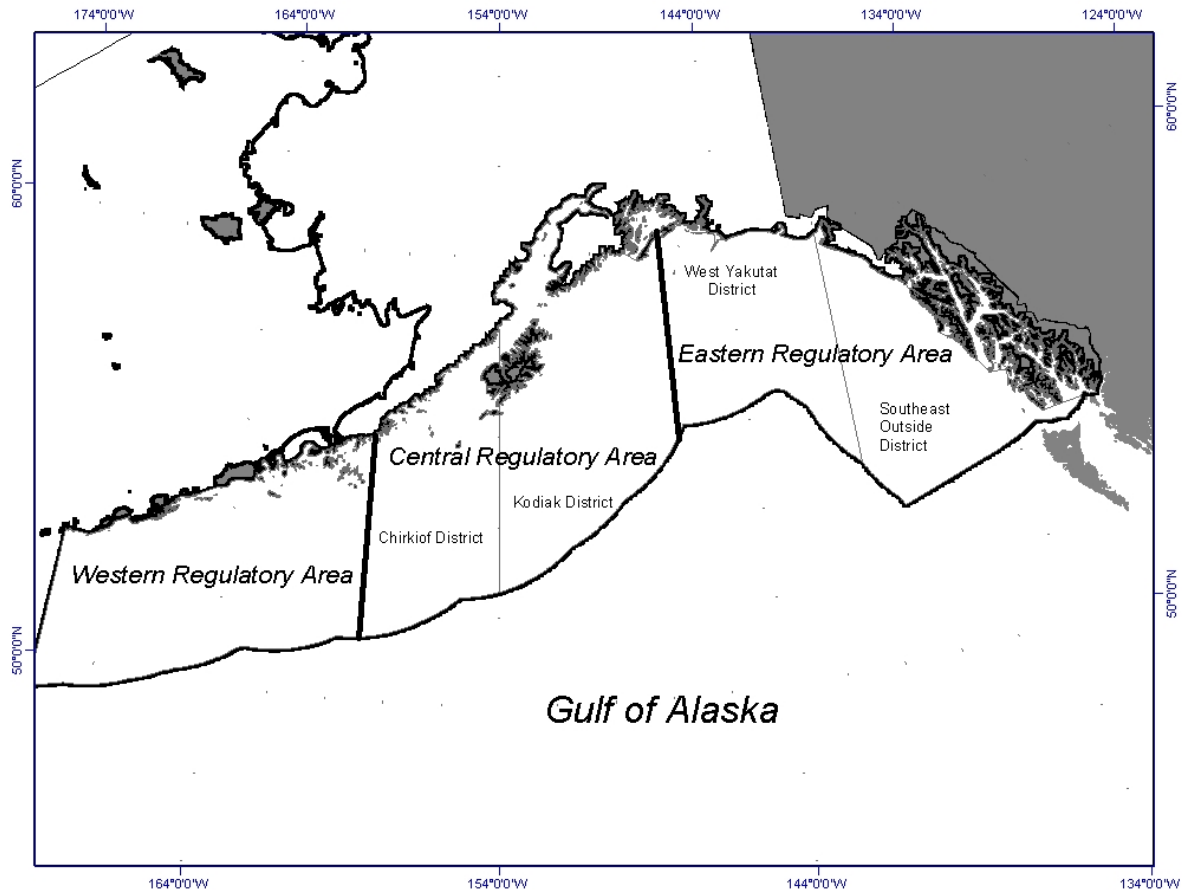 174°0'0"W 164°0'0"W 154°0'0"W 144°0'0"W 134°0'0"W 124°0'0"W
60°0'0"N
60°0'0"N
West Yakutat
District
Eastern Regulatory Area
Southeast
Outside
District
Central Regulatory Area
Kodiak District
Chirkiof District
Western Regulatory Area
50°0'0"N
50°0'0"N
Gulf of Alaska
164°0'0"W 154°0'0"W 144°0'0"W 134°0'0"W